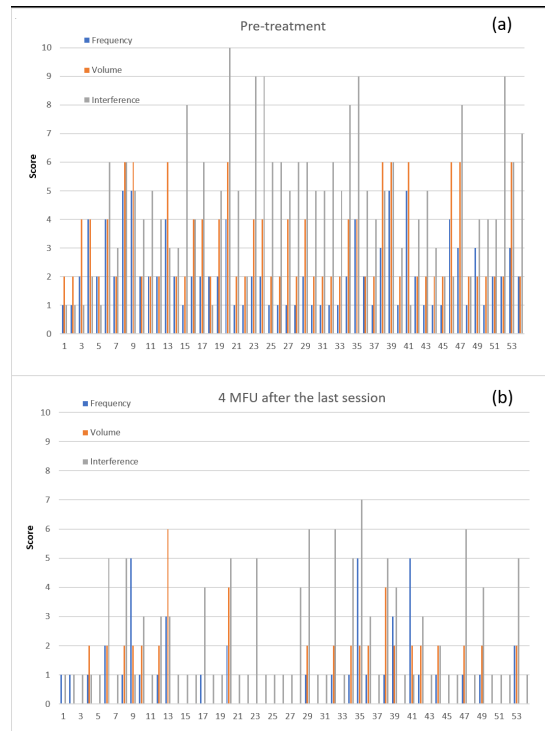 Pre-treatment
(a)
Frequency
Volume
Interference
Score
10
9
8
7
6
5
4
3
2
1
0
1 3 5 7 9 11 13 15 17 19 21 23 25 27 29 31 33 35 37 39 41 43 45 47 49 51 53
4 MFU after the last session
(b)
Frequency
Volume
Interference
Score
10
9
8
7
6
5
4
3
2
1
0
1 3 5 7 9 11 13 15 17 19 21 23 25 27 29 31 33 35 37 39 41 43 45 47 49 51 53